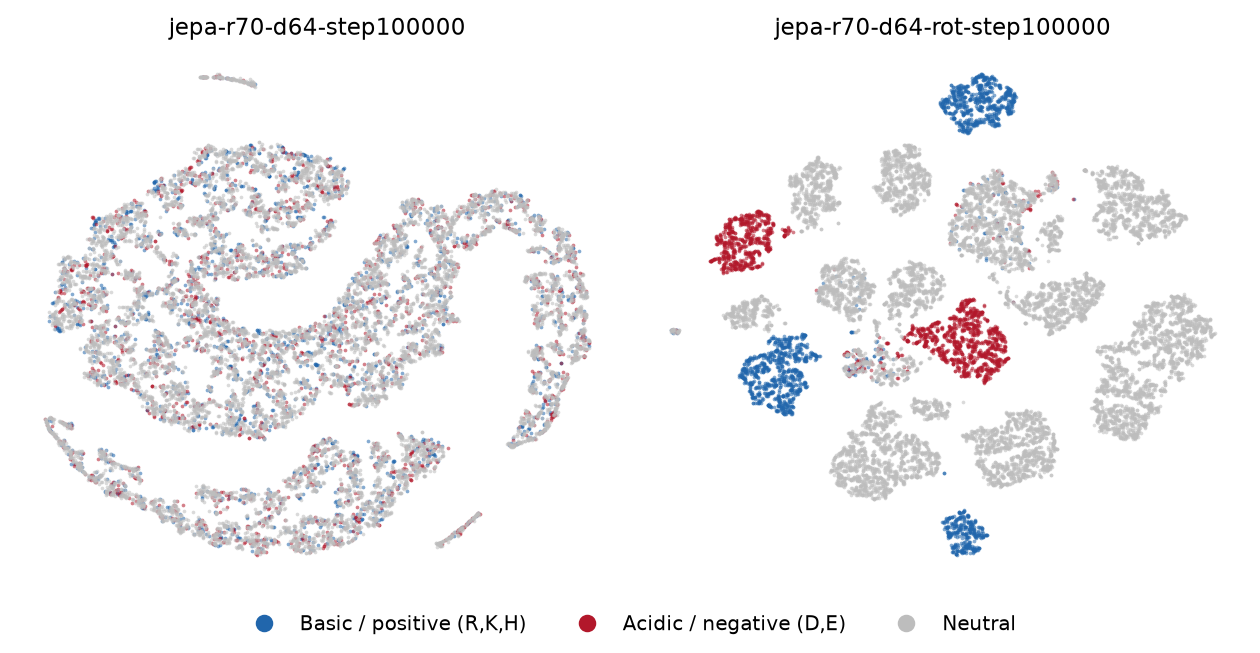 jepa-r70-d64-step100000
jepa-r70-d64-rot-step100000
Basic / positive (R,K,H)
Acidic / negative (D,E)
Neutral